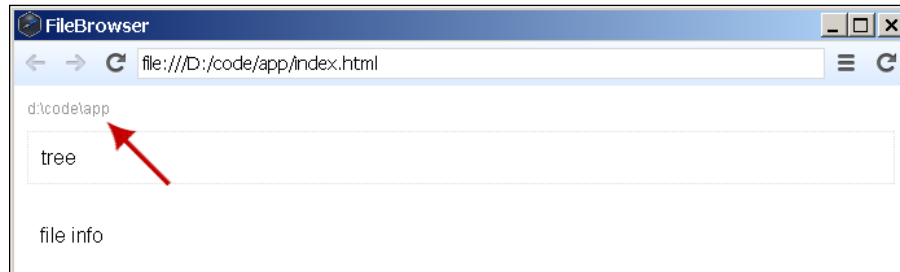 FileBrowser
file:///D:/code/app/index.html
d:\code\app
tree
file info